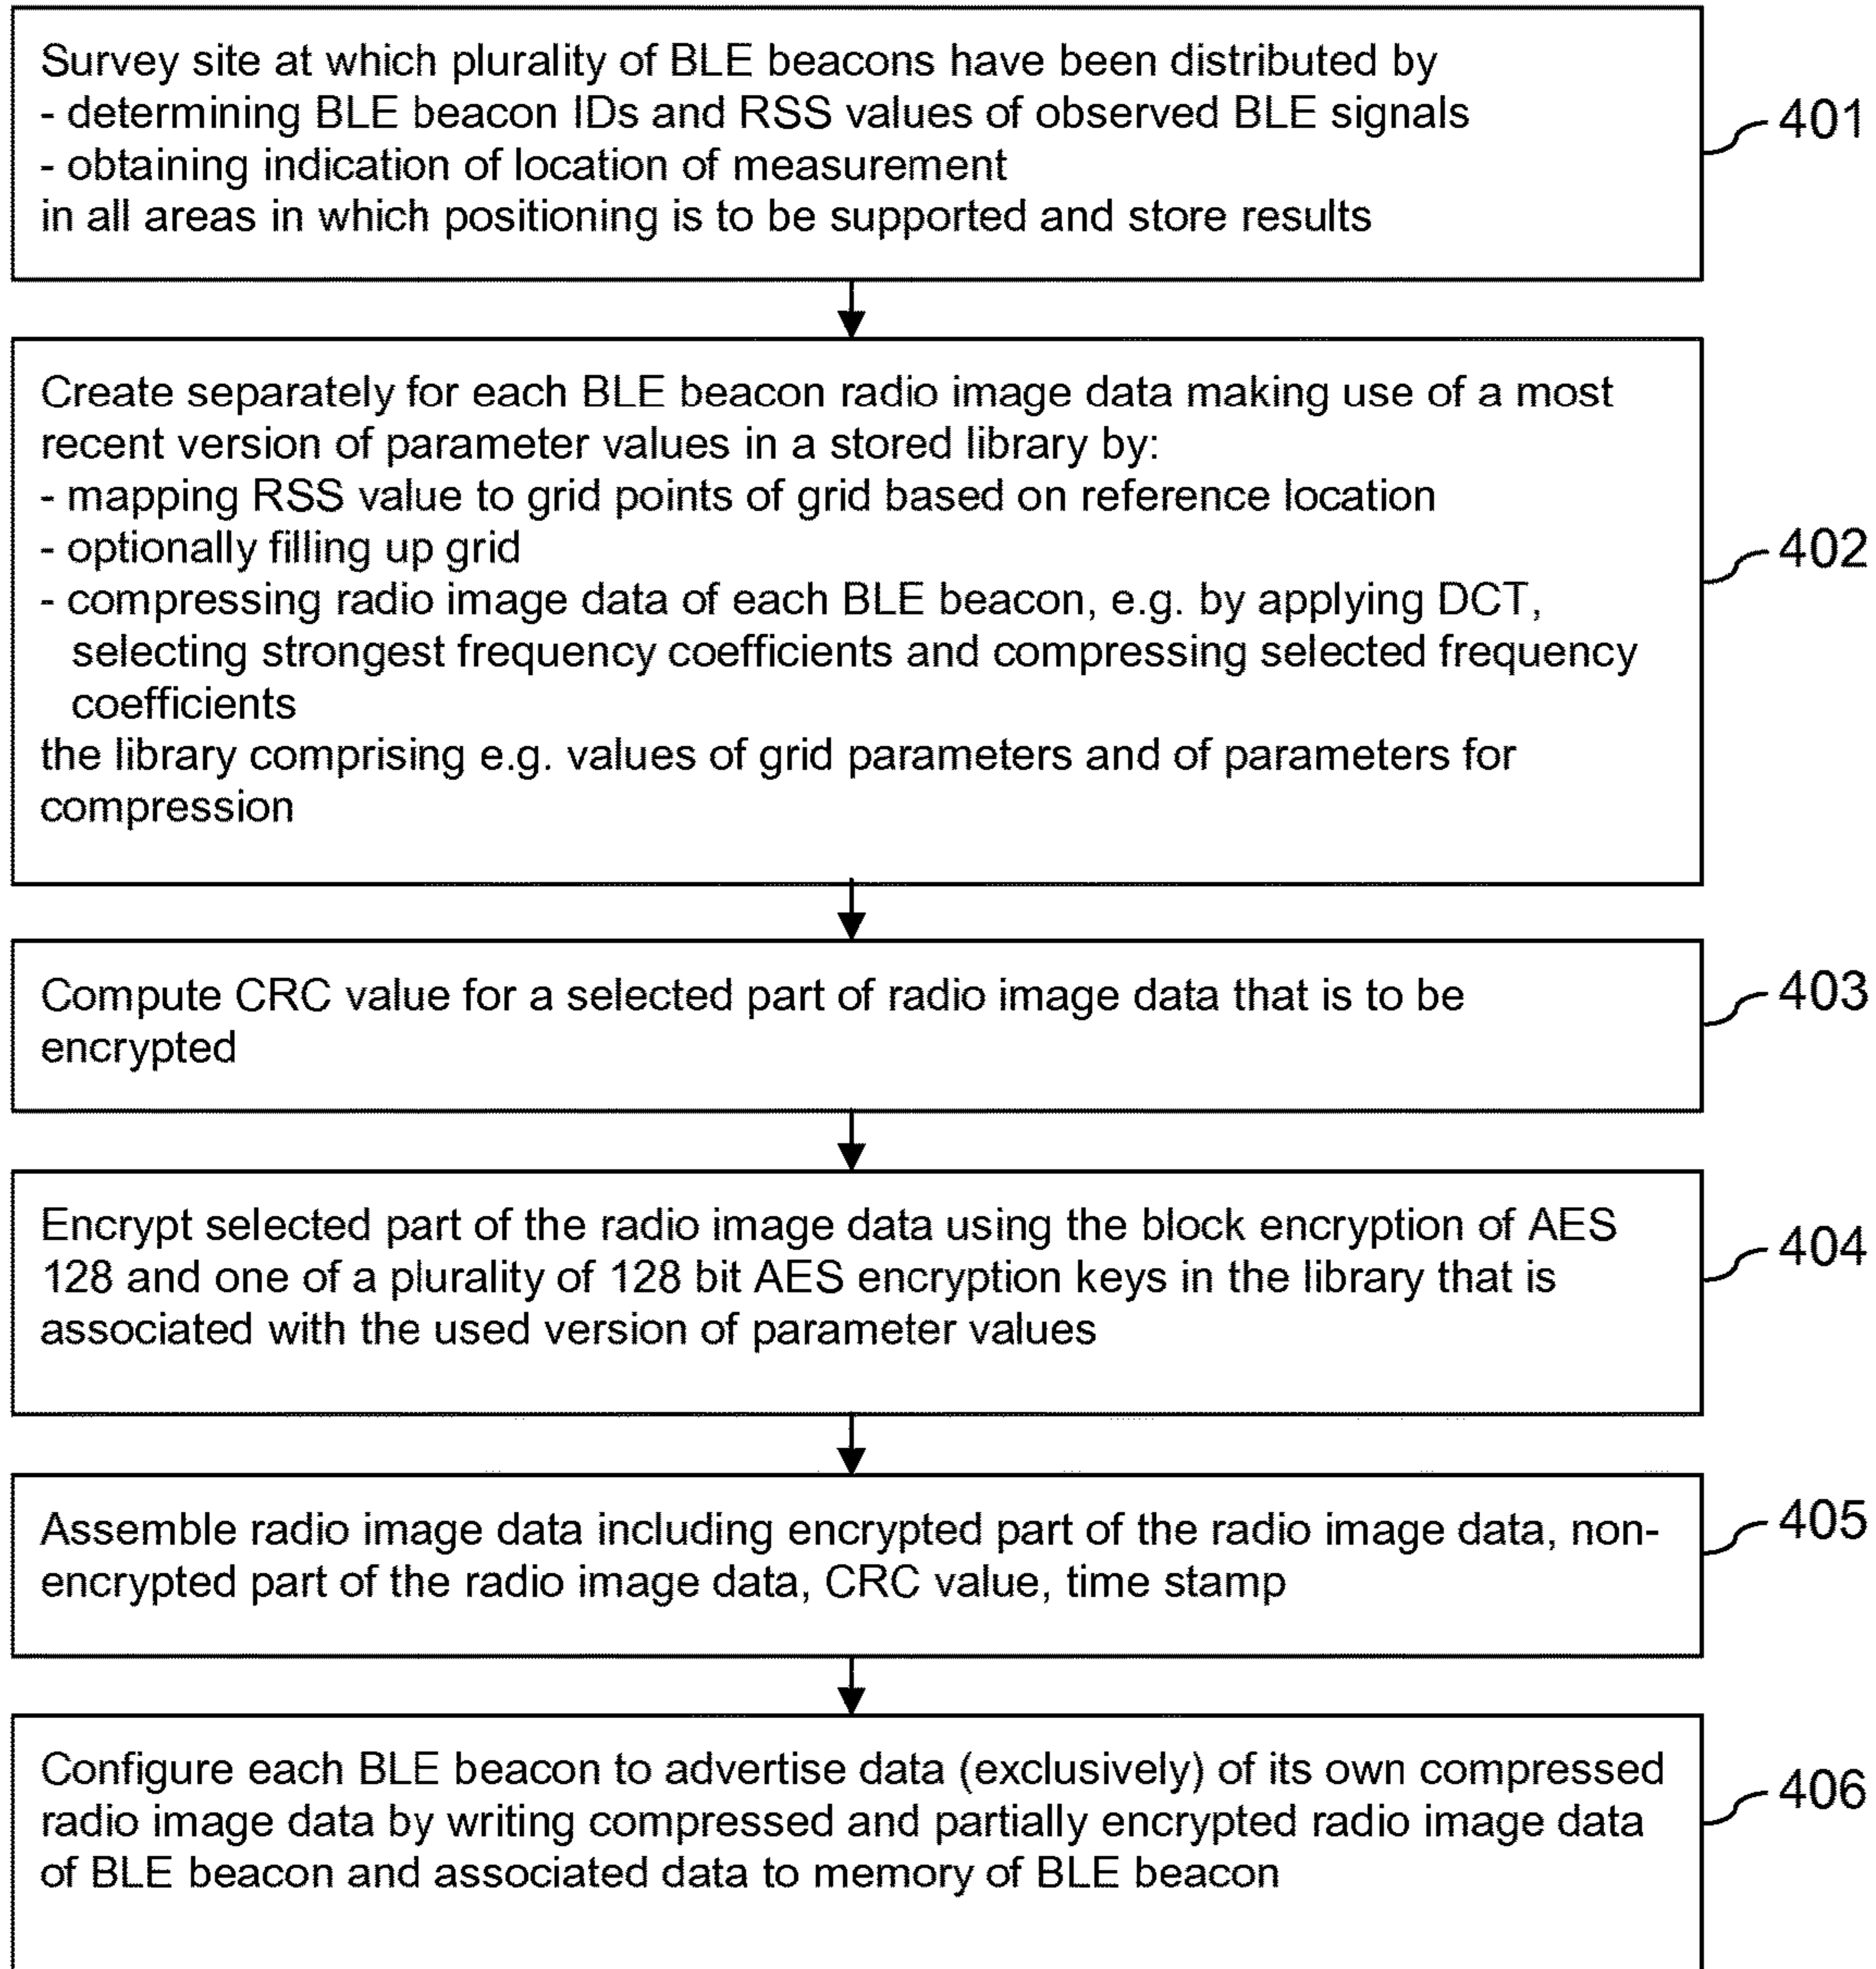 Survey site at which plurality of BLE beacons have been distributed by
- determining BLE beacon IDs and RSS values of observed BLE signals
- obtaining indication of location of measurement
in all areas in which positioning is to be supported and store results
401
Create separately for each BLE beacon radio image data making use of a most
recent version of parameter values in a stored library by:
- mapping RSS value to grid points of grid based on reference location
- optionally filling up grid
- compressing radio image data of each BLE beacon, e.g. by applying DCT,
selecting strongest frequency coefficients and compressing selected frequency
coefficients
the library comprising e.g. values of grid parameters and of parameters for
compression
402
Compute CRC value for a selected part of radio image data that is to be
encrypted
403
Encrypt selected part of the radio image data using the block encryption of AES
128 and one of a plurality of 128 bit AES encryption keys in the library that is
associated with the used version of parameter values
404
Assemble radio image data including encrypted part of the radio image data, non-
encrypted part of the radio image data, CRC value, time stamp
405
Configure each BLE beacon to advertise data (exclusively) of its own compressed
radio image data by writing compressed and partially encrypted radio image data
of BLE beacon and associated data to memory of BLE beacon
406